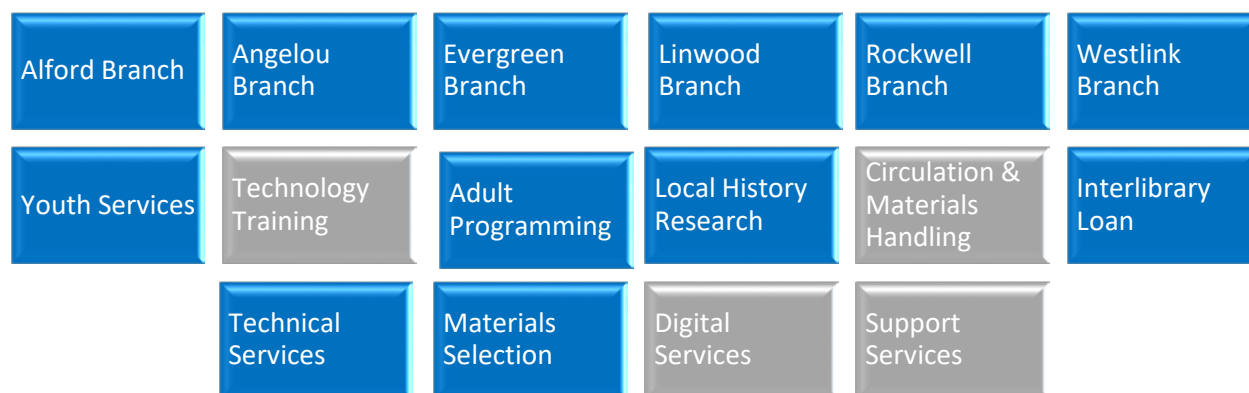 Alford Branch
Angelou
Branch
Evergreen
Branch
Linwood
Branch
Rockwell
Branch
Westlink
Branch
Youth Services
Technology
Training
Adult
Programming
Local History
Research
Circulation &
Materials
Handling
Interlibrary
Loan
Technical
Services
Materials
Selection
Digital
Services
Support
Services